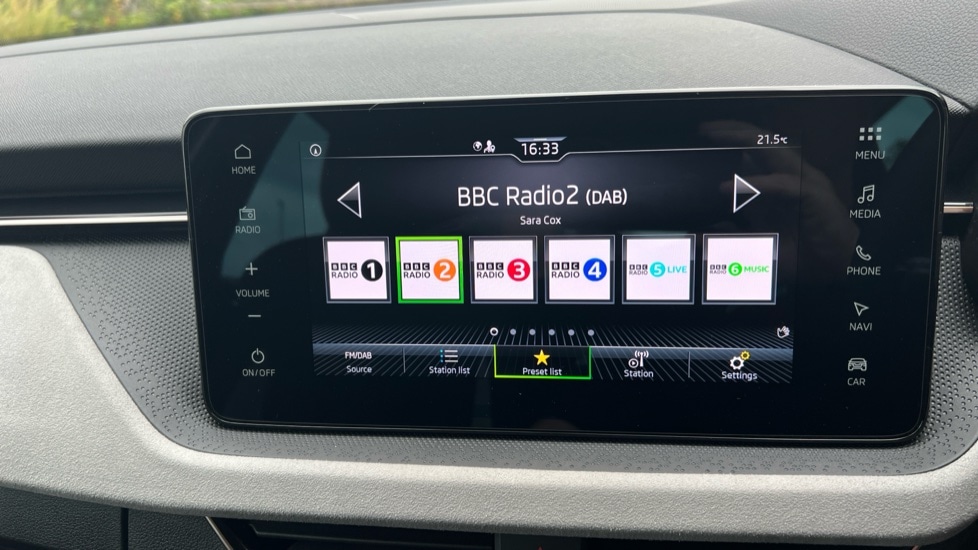 16:33
21.5°C
HOME
RADIO
VOLUME
ON/OFF
BBC Radio2 (DAB)
Sara Cox
BBC RADIO 1
BBC RADIO 2
BBC RADIO 3
BBC RADIO 4
BBC RADIO 5 LIVE
BBC RADIO 6 MUSIC
FM/DAB
Source
Station list
Preset list
Station
Settings
MENU
MEDIA
PHONE
NAVI
CAR